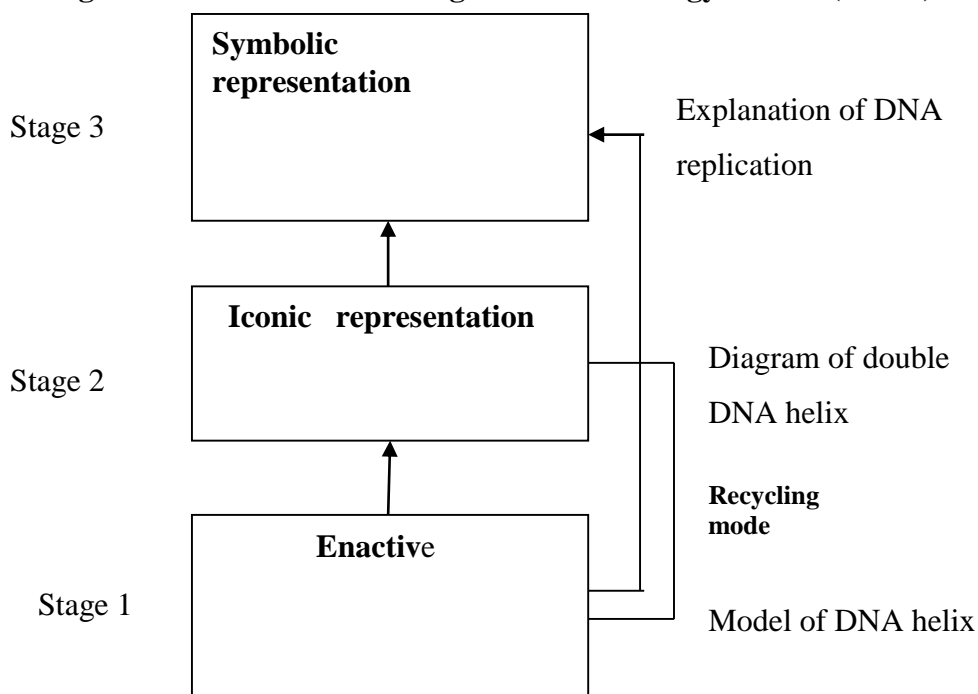 Symbolic
representation
Stage 3
Explanation of DNA
replication
Iconic representation
Stage 2
Diagram of double
DNA helix
Recycling
mode
Enactive
Stage 1
Model of DNA helix